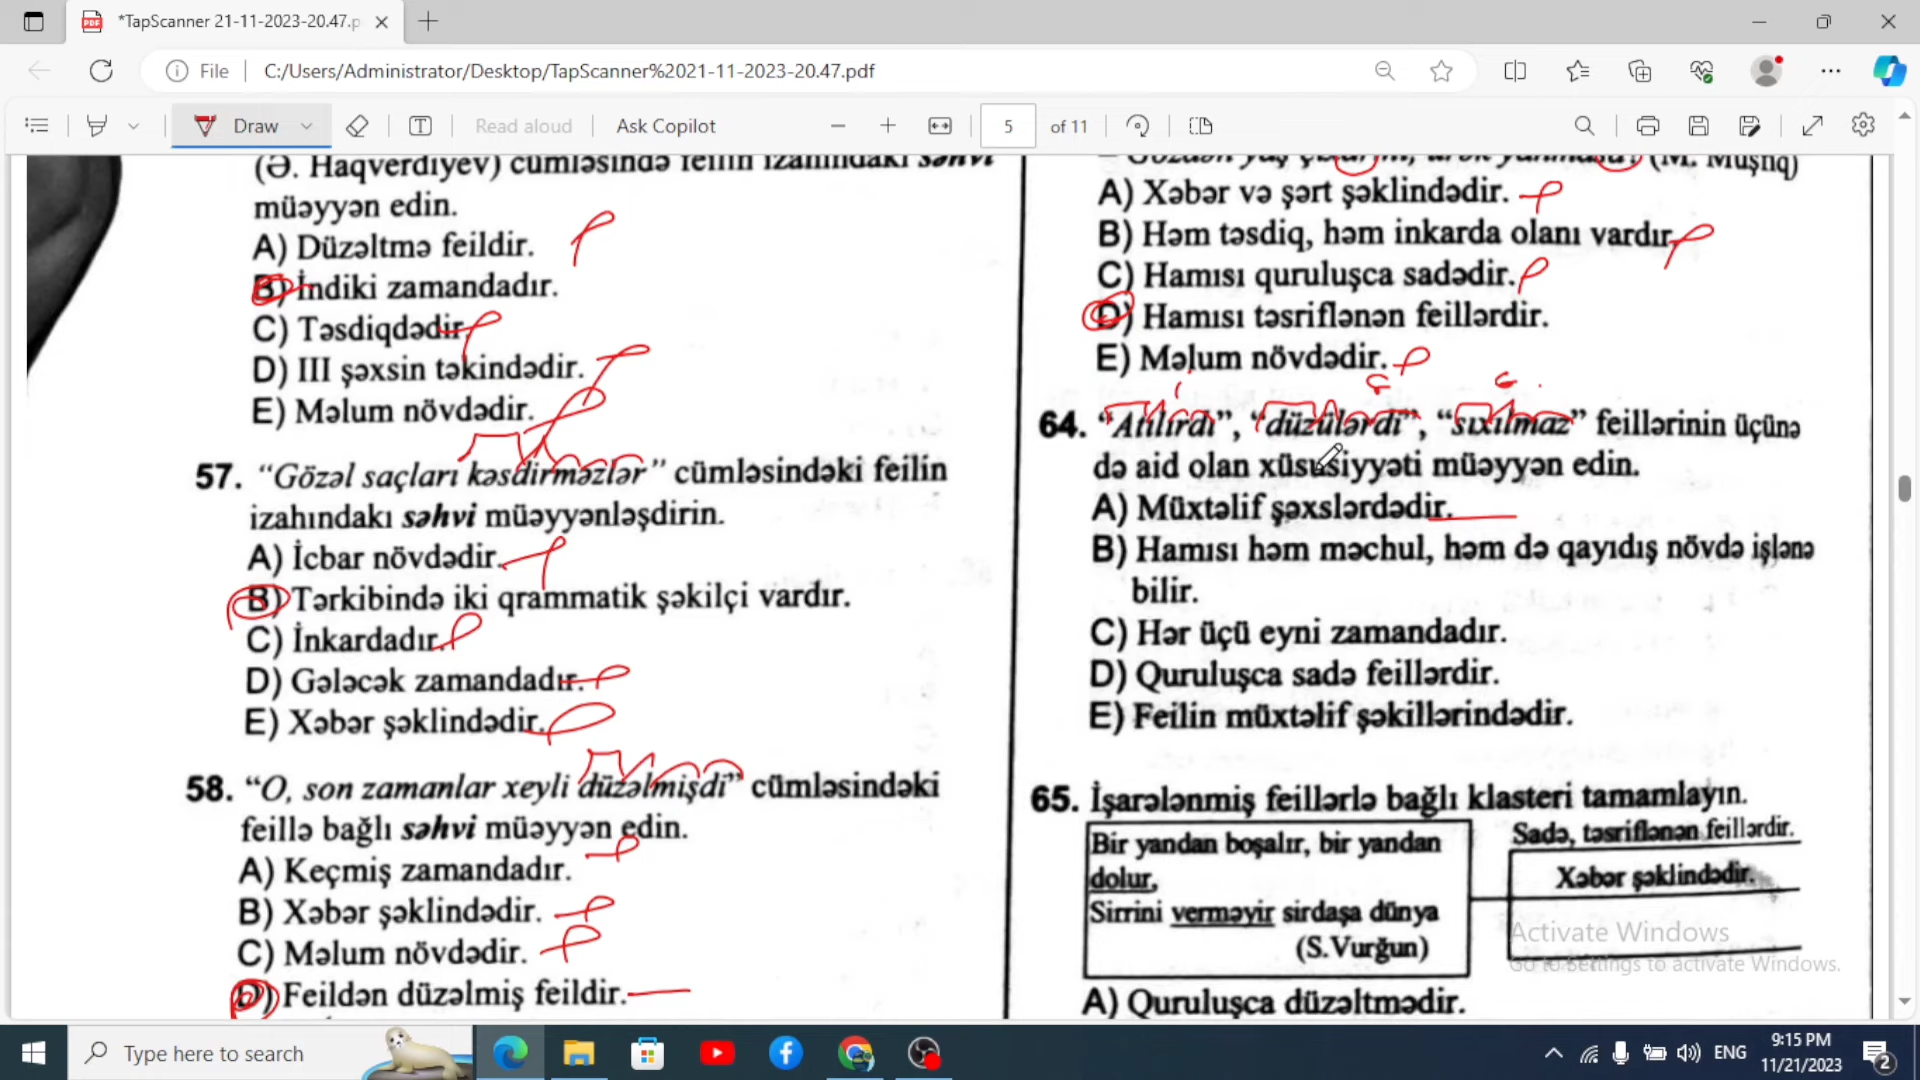 *TapScanner 21-11-2023-20.47.p
File
C:/Users/Administrator/Desktop/TapScanner%2021-11-2023-20.47.pdf
Draw
Read aloud
Ask Copilot
5
of 11
(Ə. Haqverdiyev) cümləsində feilin izahındakı səhvi
müəyyən edin.
A) Düzəltmə feildir.
B) İndiki zamandadır.
C) Təsdiqdədir.
D) III şəxsin təkindədir.
E) Məlum növdədir.
57. “Gözəl saçları kəsdirməzlər” cümləsindəki feilin
izahındakı səhvi müəyyənləşdirin.
A) İcbar növdədir.
B) Tərkibində iki qrammatik şəkilçi vardır.
C) İnkardadır.
D) Gələcək zamandadır.
E) Xəbər şəklindədir.
58. “O, son zamanlar xeyli düzəlmişdi” cümləsindəki
feillə bağlı səhvi müəyyən edin.
A) Keçmiş zamandadır.
B) Xəbər şəklindədir.
C) Məlum növdədir.
D) Feildən düzəlmiş feildir.
(M. Müşfiq)
A) Xəbər və şərt şəklindədir.
B) Həm təsdiq, həm inkarda olanı vardır
C) Hamısı quruluşca sadədir.
D) Hamısı təsriflənən feillərdir.
E) Məlum növdədir.
64. “Atılırdı”, “düzülərdi”, “sıxılmaz” feillərinin üçünə
də aid olan xüsusiyyəti müəyyən edin.
A) Müxtəlif şəxslərdədir.
B) Hamısı həm məchul, həm də qayıdış növdə işlənə
bilir.
C) Hər üçü eyni zamandadır.
D) Quruluşca sadə feillərdir.
E) Feilin müxtəlif şəkillərindədir.
65. İşarələnmiş feillərlə bağlı klasteri tamamlayın.
Bir yandan boşalır, bir yandan
dolur,
Sirrini verməyir sirdaşa dünya
(S.Vurğun)
Sadə, təsriflənən feillərdir.
Xəbər şəklindədir.
A) Quruluşca düzəltmədir.
Activate Windows
Go to Settings to activate Windows.
Type here to search
ENG
9:15 PM
11/21/2023
2